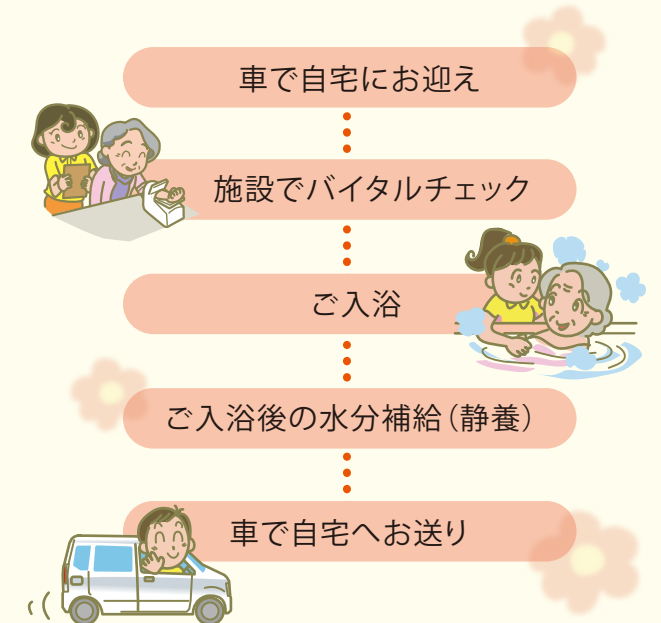 車で自宅にお迎え
施設でバイタルチェック
ご入浴
ご入浴後の水分補給（静養）
車で自宅へお送り